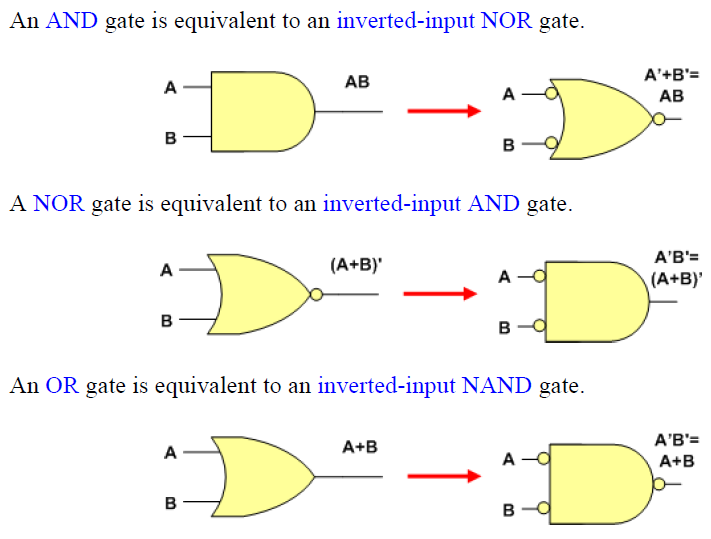 An AND gate is equivalent to an inverted-input NOR gate.
A
B
AB
A
B
A'+B'=
AB
A NOR gate is equivalent to an inverted-input AND gate.
A
B
(A+B)'
A
B
A'B'=
(A+B)'
An OR gate is equivalent to an inverted-input NAND gate.
A
B
A+B
A
B
A'B'=
A+B